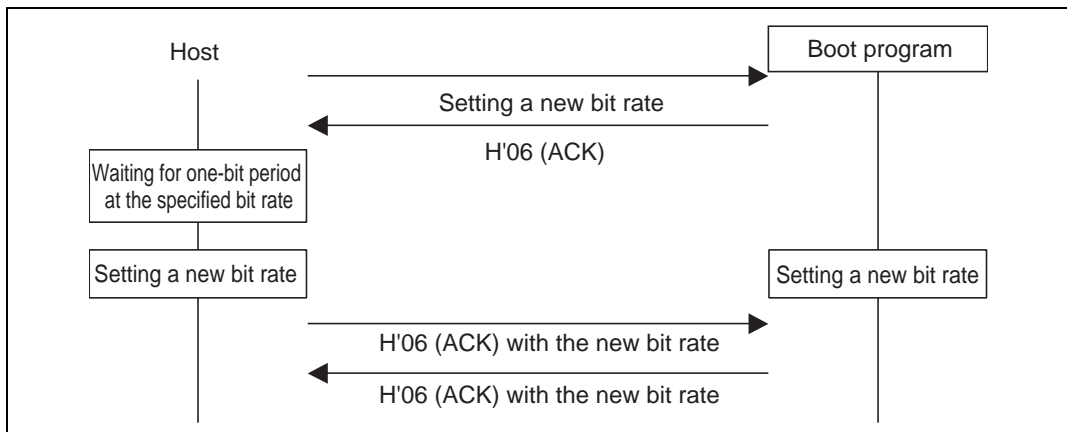 Host
Boot program
Setting a new bit rate
H'06 (ACK)
Waiting for one-bit period
at the specified bit rate
Setting a new bit rate
Setting a new bit rate
H'06 (ACK) with the new bit rate
H'06 (ACK) with the new bit rate